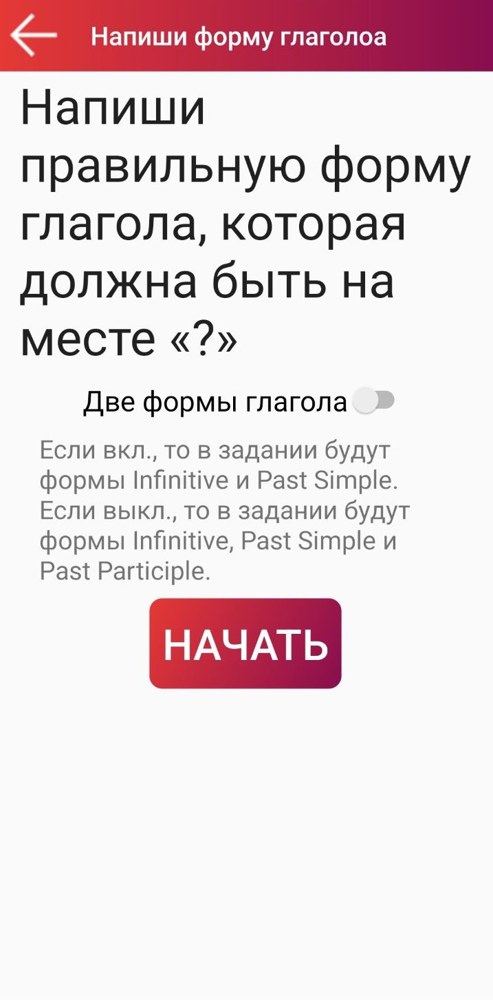 Напиши форму глаголоа
Напиши
правильную форму
глагола, которая
должна быть на
месте «?»
Две формы глагола
Если вкл., то в задании будут
формы Infinitive и Past Simple.
Если выкл., то в задании будут
формы Infinitive, Past Simple и
Past Participle.
НАЧАТЬ